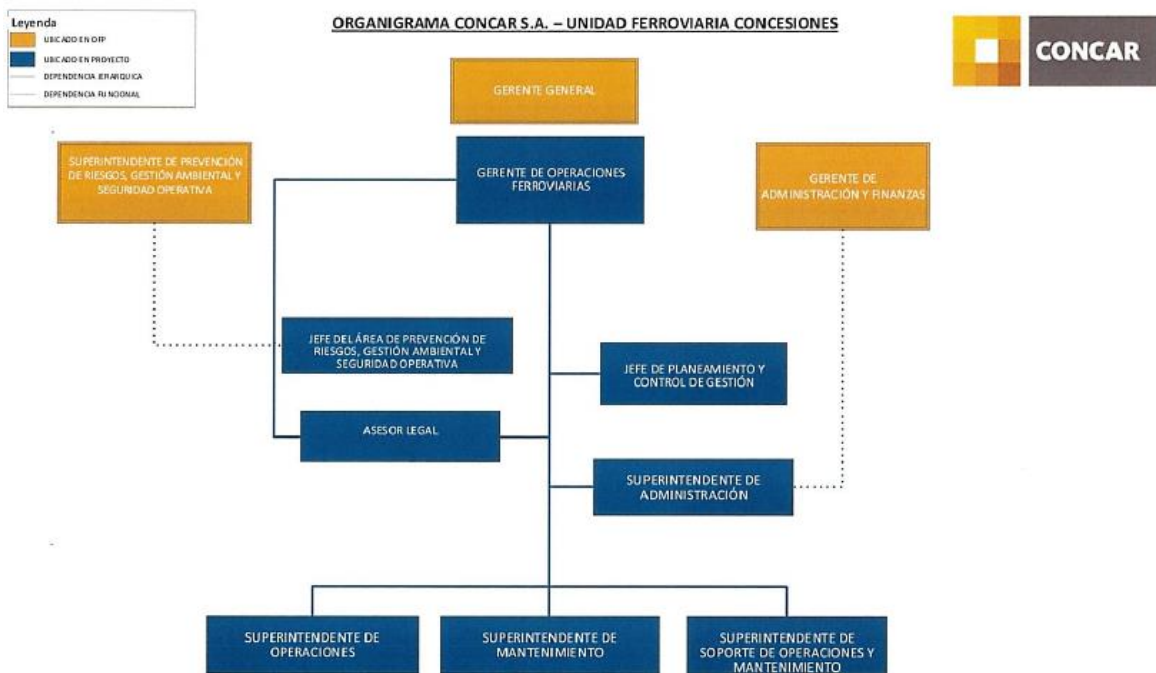 ORGANIGRAMA CONCAR S.A. – UNIDAD FERROVIARIA CONCESIONES
Leyenda
UBICADO EN OFP
UBICADO EN PROYECTO
DEPENDENCIA JERARQUICA
DEPENDENCIA FUNCIONAL
CONCAR
GERENTE GENERAL
SUPERINTENDENTE DE PREVENCIÓN
DE RIESGOS, GESTIÓN AMBIENTAL Y
SEGURIDAD OPERATIVA
GERENTE DE OPERACIONES
FERROVIARIAS
GERENTE DE
ADMINISTRACIÓN Y FINANZAS
JEFE DEL ÁREA DE PREVENCIÓN DE
RIESGOS, GESTIÓN AMBIENTAL Y
SEGURIDAD OPERATIVA
JEFE DE PLANEAMIENTO Y
CONTROL DE GESTIÓN
ASESOR LEGAL
SUPERINTENDENTE DE
ADMINISTRACIÓN
SUPERINTENDENTE DE
OPERACIONES
SUPERINTENDENTE DE
MANTENIMIENTO
SUPERINTENDENTE DE
SOPORTE DE OPERACIONES Y
MANTENIMIENTO